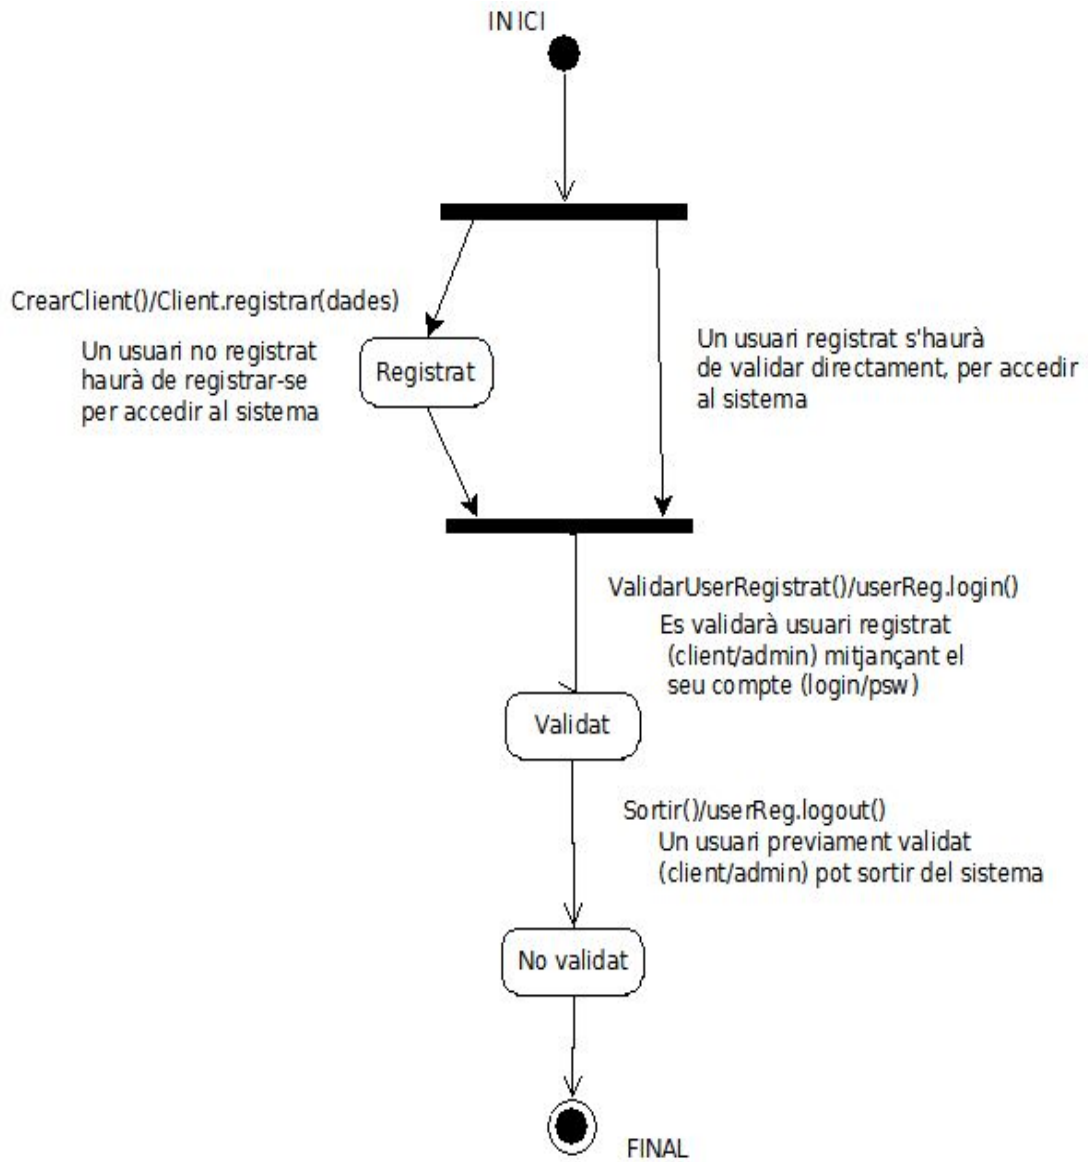 INICI
CrearClient()/Client.registrar(dades)
Un usuari no registrat
haurà de registrar-se
per accedir al sistema
Registrat
Un usuari registrat s'haurà
de validar directament, per accedir
al sistema
ValidarUserRegistrat()/userReg.login()
Es validarà usuari registrat
(client/admin) mitjançant el
seu compte (login/psw)
Validat
Sortir()/userReg.logout()
Un usuari previament validat
(client/admin) pot sortir del sistema
No validat
FINAL